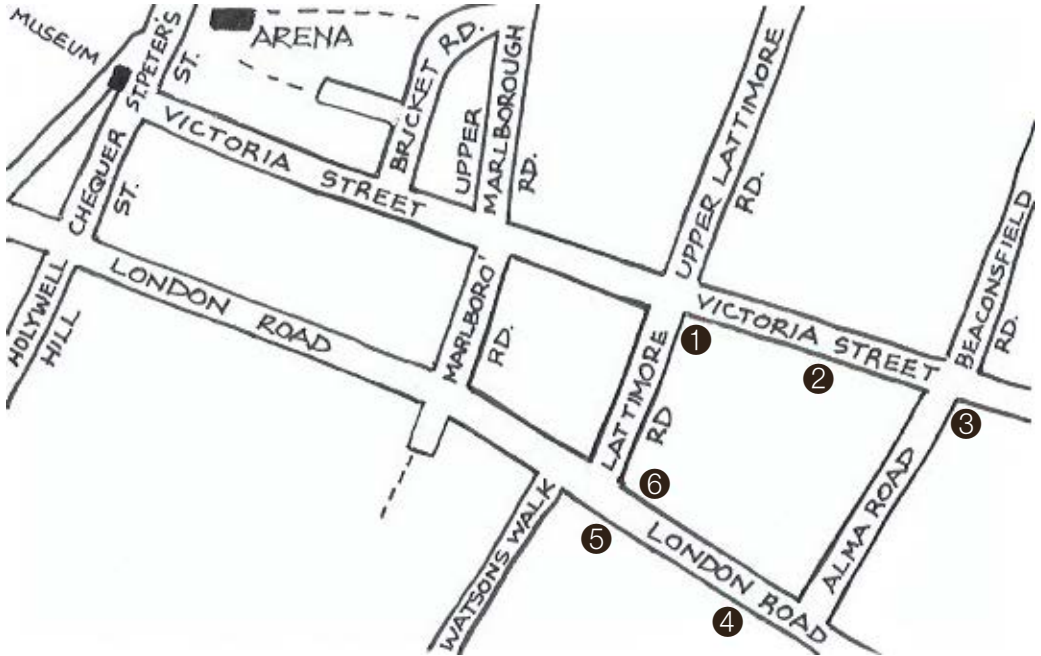 MUSEUM
ST. PETER'S
ST.
ARENA
BRICKET RD.
UPPER
MARLBOROUGH
RD.
UPPER LATTIMORE
RD.
VICTORIA STREET
CHEQUER
ST.
HOLYWELL
HILL
LONDON ROAD
MARLBORO'
RD.
LATTIMORE
RD
VICTORIA STREET
BEACONSFIELD
RD.
1
2
3
ALMA ROAD
6
5
LONDON ROAD
4
WATSONS WALK